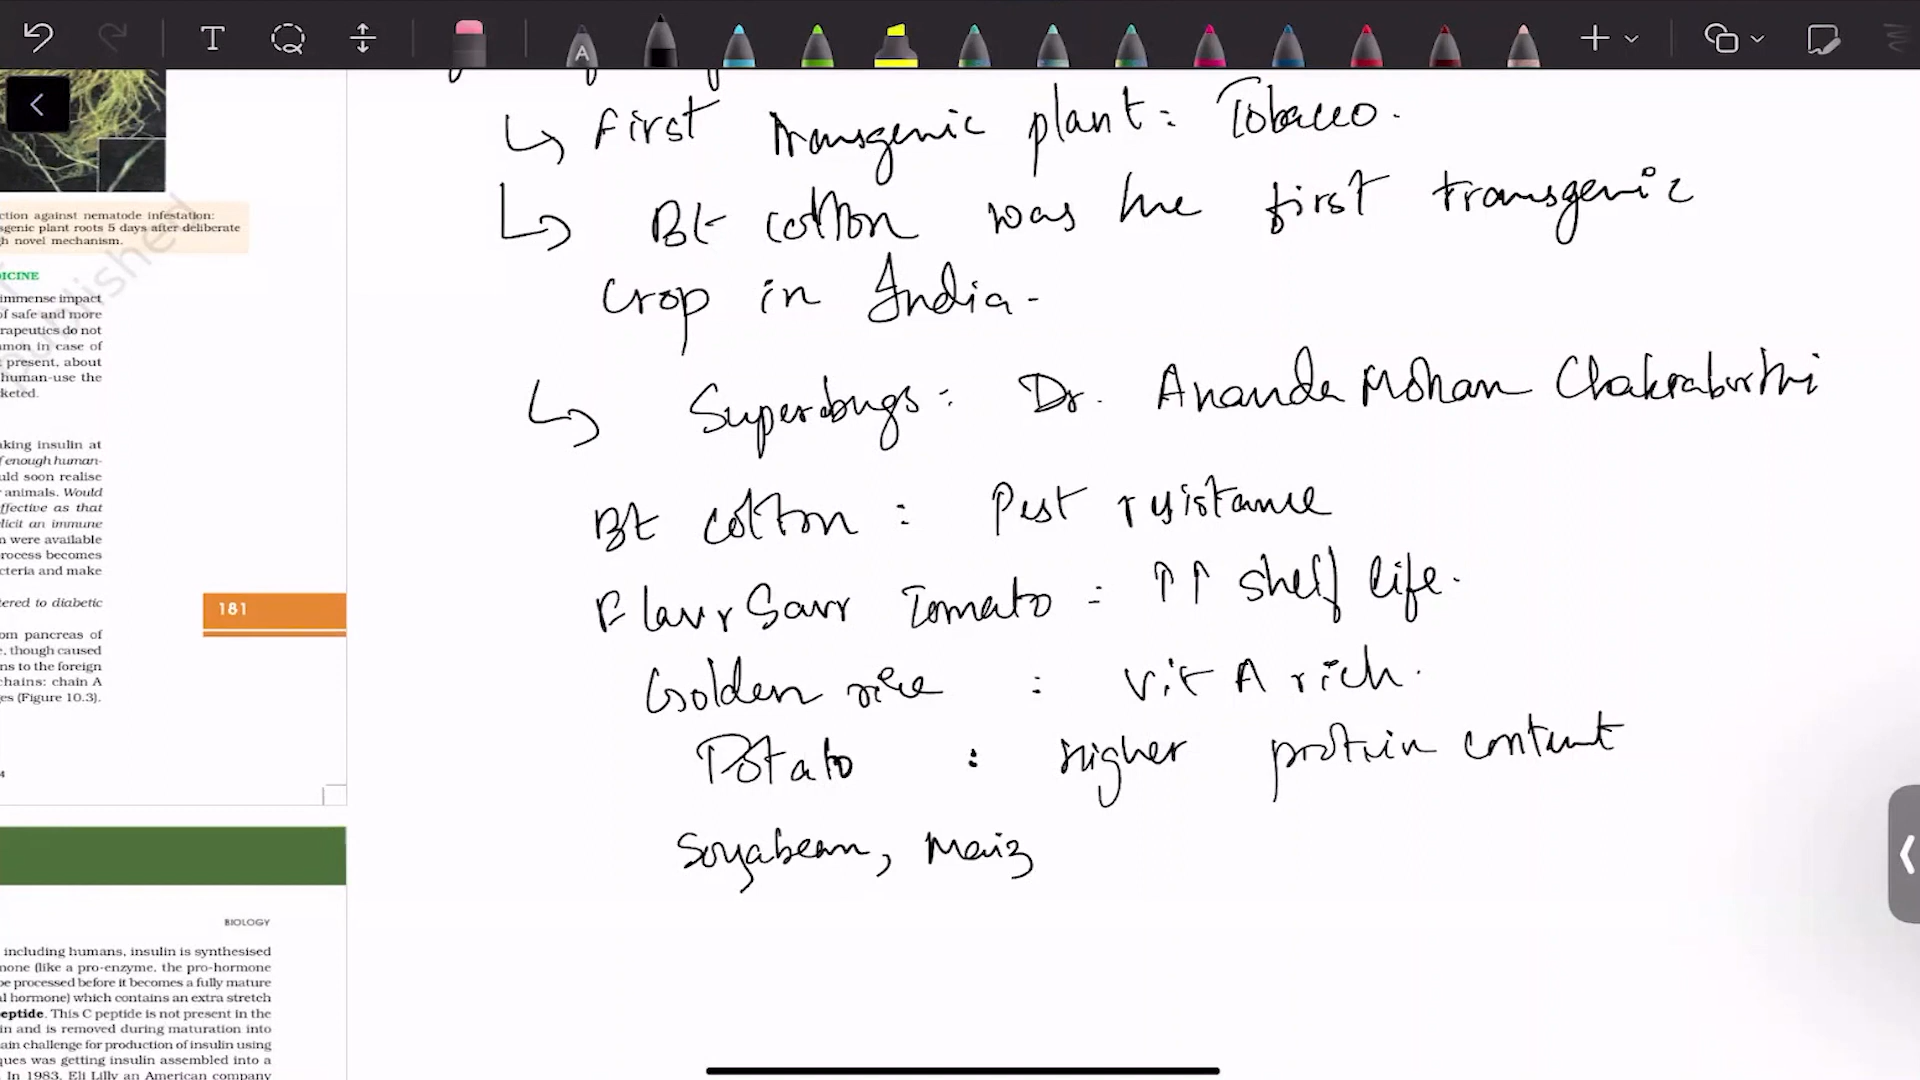 ction against nematode infestation:
sgenic plant roots 5 days after deliberate
gh novel mechanism.
DICINE
immense impact
of safe and more
rapeutics do not
mon in case of
t present, about
human-use the
keted.
aking insulin at
f enough human-
uld soon realise
r animals. Would
ffective as that
licit an immune
n were available
process becomes
cteria and make
tered to diabetic
181
om pancreas of
e, though caused
ns to the foreign
chains: chain A
es (Figure 10.3).
4
BIOLOGY
including humans, insulin is synthesised
mone (like a pro-enzyme, the pro-hormone
be processed before it becomes a fully mature
al hormone) which contains an extra stretch
eptide. This C peptide is not present in the
in and is removed during maturation into
ain challenge for production of insulin using
ques was getting insulin assembled into a
. In 1983, Eli Lilly an American company
published
T
A
↳ First transgenic plant: Tobacco.
↳ Bt cotton was the first transgenic
crop in India-
↳ Superbugs: Dr. Ananda Mohan Chakraburthi
Bt cotton : Pest resistance
Flavr Savr Tomato = ↑↑ shelf life.
Golden rice : Vit A rich.
Potato : higher protein content
Soyabean, Maiz